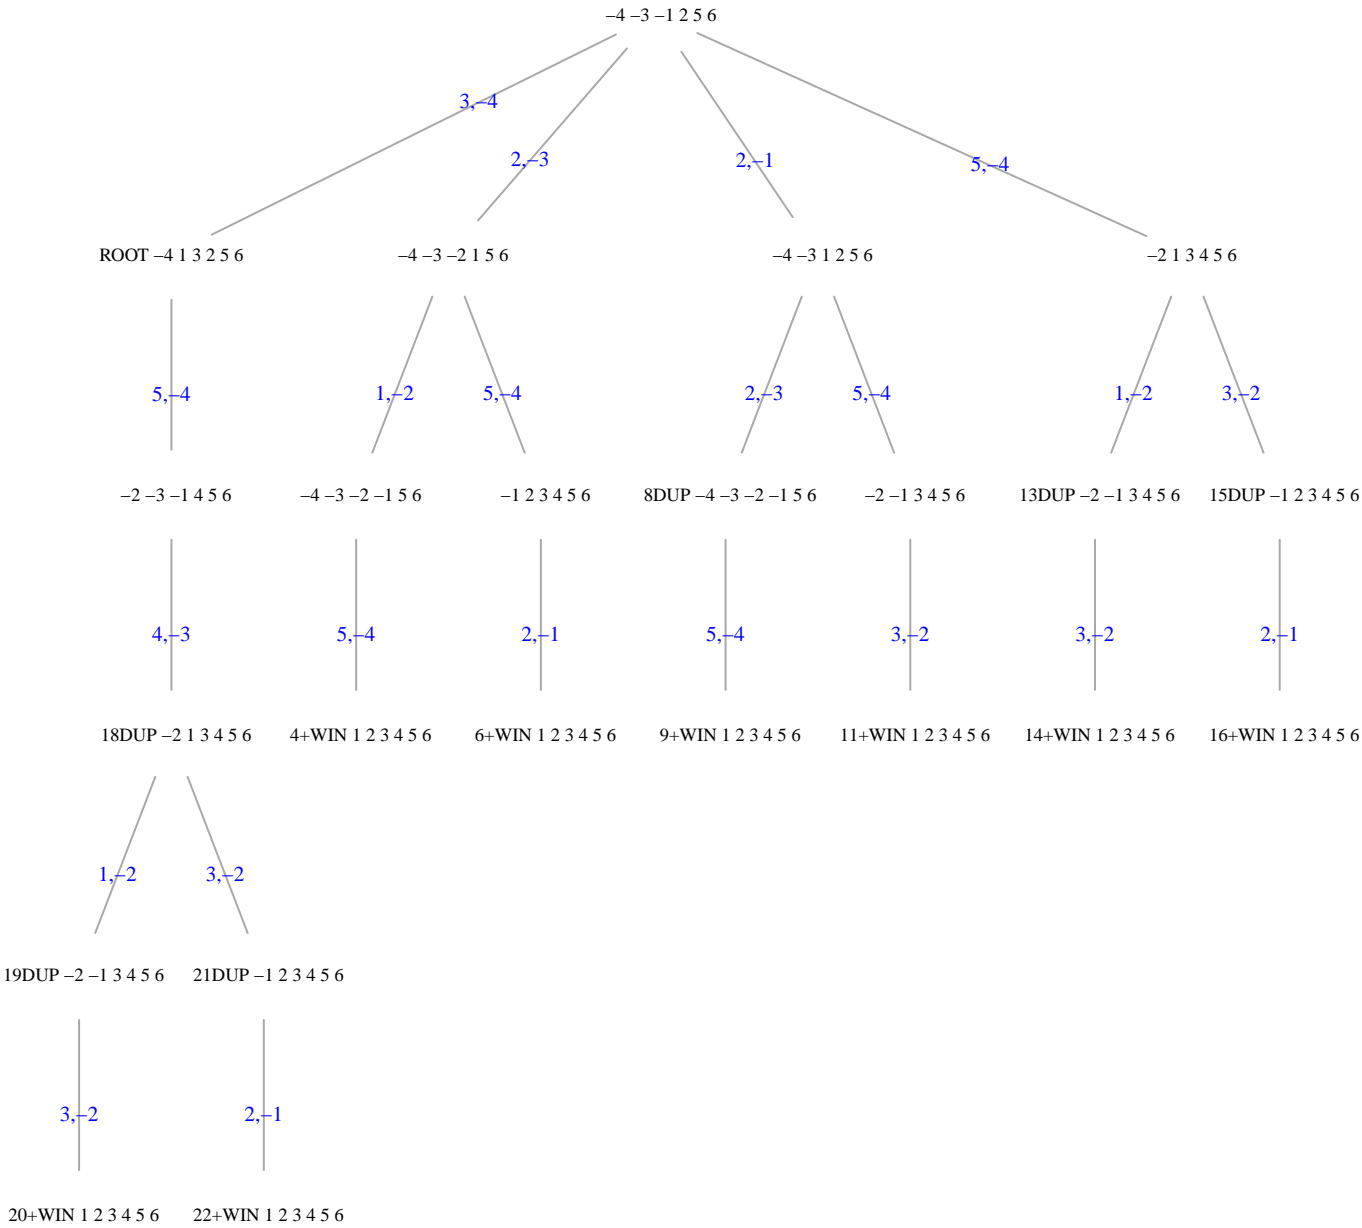 −4 −3 −1 2 5 6
3,−4
2,−3
2,−1
5,−4
ROOT −4 1 3 2 5 6
−4 −3 −2 1 5 6
−4 −3 1 2 5 6
−2 1 3 4 5 6
5,−4
1,−2
5,−4
2,−3
5,−4
1,−2
3,−2
−2 −3 −1 4 5 6
−4 −3 −2 −1 5 6
−1 2 3 4 5 6
8DUP −4 −3 −2 −1 5 6
−2 −1 3 4 5 6
13DUP −2 −1 3 4 5 6
15DUP −1 2 3 4 5 6
4,−3
5,−4
2,−1
5,−4
3,−2
3,−2
2,−1
18DUP −2 1 3 4 5 6
4+WIN 1 2 3 4 5 6
6+WIN 1 2 3 4 5 6
9+WIN 1 2 3 4 5 6
11+WIN 1 2 3 4 5 6
14+WIN 1 2 3 4 5 6
16+WIN 1 2 3 4 5 6
1,−2
3,−2
19DUP −2 −1 3 4 5 6
21DUP −1 2 3 4 5 6
3,−2
2,−1
20+WIN 1 2 3 4 5 6
22+WIN 1 2 3 4 5 6